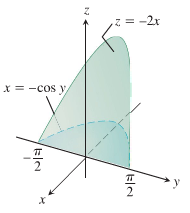 z
z = −2x
x = −cos y
−π/2
π/2
y
x